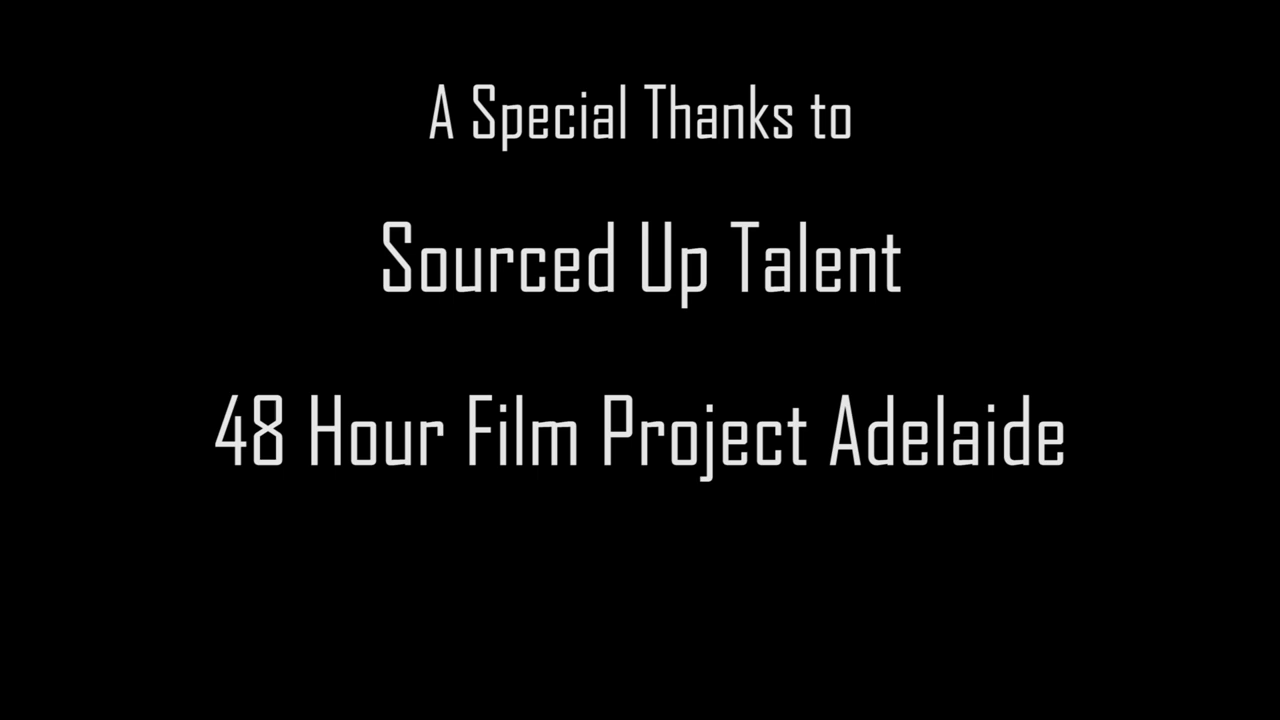 A Special Thanks to
Sourced Up Talent
48 Hour Film Project Adelaide